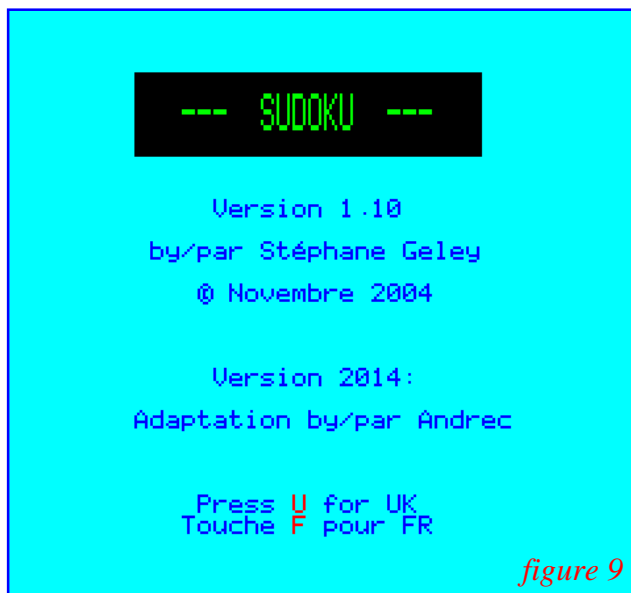 --- SUDOKU ---
Version 1.10
by/par Stéphane Geley
© Novembre 2004
Version 2014:
Adaptation by/par Andrec
Press U for UK
Touche F pour FR
figure 9